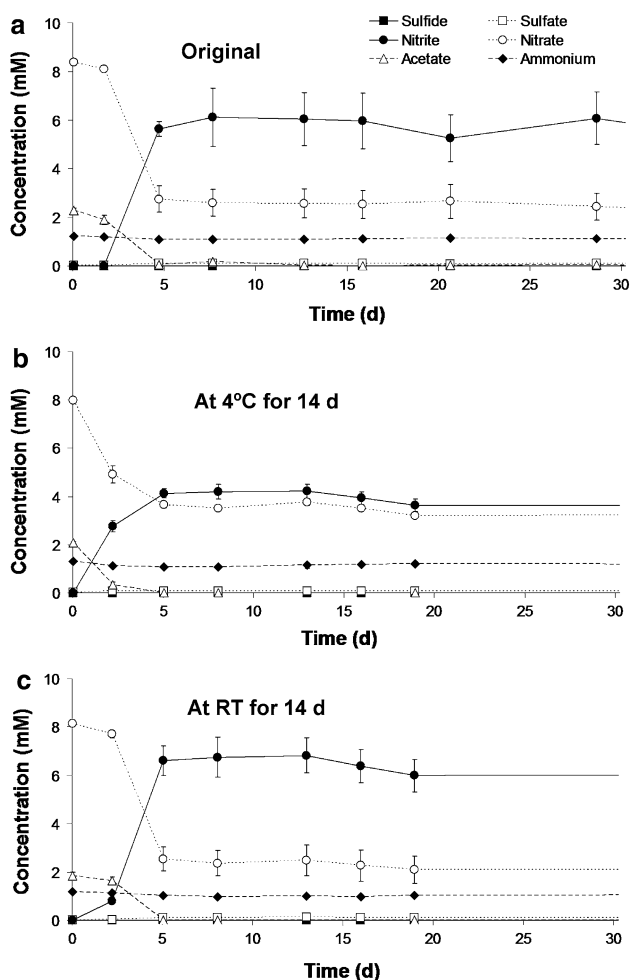 a
Original
Sulfide
Sulfate
Nitrite
Nitrate
Acetate
Ammonium
Concentration (mM)
10
8
6
4
2
0
0 5 10 15 20 25 30
Time (d)
b
At 4ºC for 14 d
Concentration (mM)
10
8
6
4
2
0
0 5 10 15 20 25 30
Time (d)
c
At RT for 14 d
Concentration (mM)
10
8
6
4
2
0
0 5 10 15 20 25 30
Time (d)